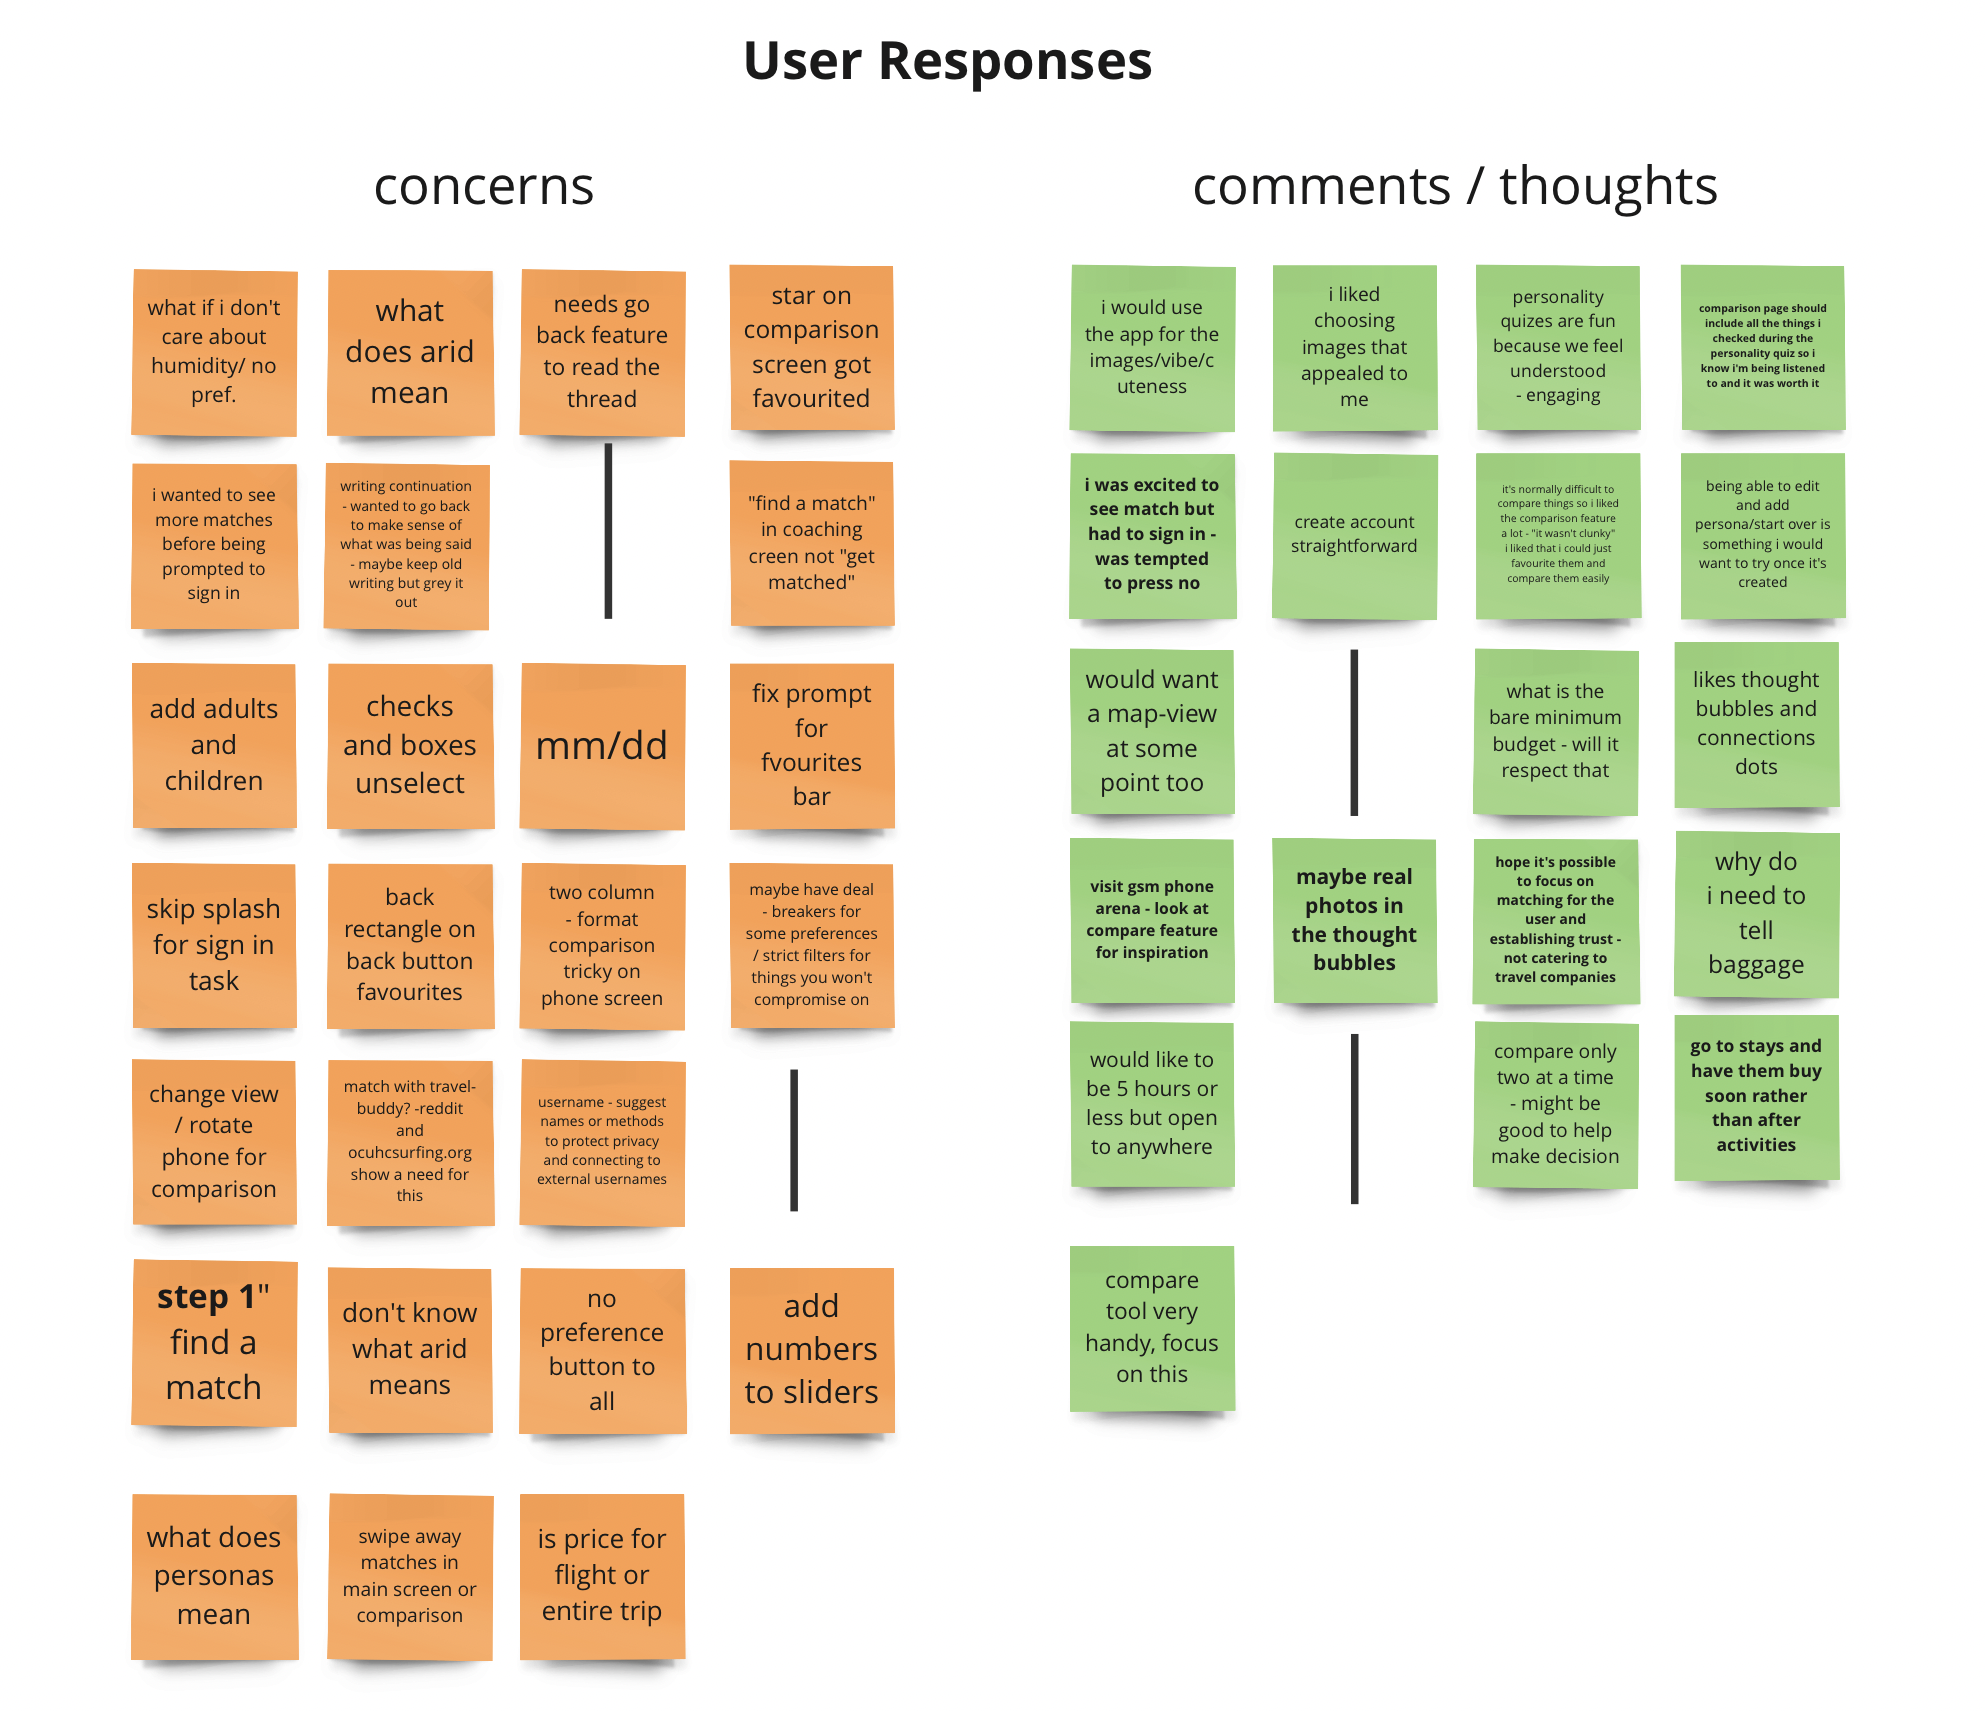 User Responses
concerns
what if i don't
care about
humidity/ no
pref.
what
does arid
mean
needs go
back feature
to read the
thread
star on
comparison
screen got
favourited
i wanted to see
more matches
before being
prompted to
sign in
writing continuation
- wanted to go back
to make sense of
what was being said
- maybe keep old
writing but grey it
out
"find a match"
in coaching
creen not "get
matched"
add adults
and
children
checks
and boxes
unselect
mm/dd
fix prompt
for
fvourites
bar
skip splash
for sign in
task
back
rectangle on
back button
favourites
two column
- format
comparison
tricky on
phone screen
maybe have deal
- breakers for
some preferences
/ strict filters for
things you won't
compromise on
change view
/ rotate
phone for
comparison
match with travel-
buddy? -reddit
and
ocuhcsurfing.org
show a need for
this
username - suggest
names or methods
to protect privacy
and connecting to
external usernames
step 1"
find a
match
don't know
what arid
means
no
preference
button to
all
add
numbers
to sliders
what does
personas
mean
swipe away
matches in
main screen or
comparison
is price for
flight or
entire trip
comments / thoughts
i would use
the app for the
images/vibe/c
uteness
i liked
choosing
images that
appealed to
me
personality
quizes are fun
because we feel
understood
- engaging
comparison page should
include all the things i
checked during the
personality quiz so i
know i'm being listened
to and it was worth it
i was excited to
see match but
had to sign in -
was tempted
to press no
create account
straightforward
it's normally difficult to
compare things so i liked
the comparison feature
a lot - "it wasn't clunky"
i liked that i could just
favourite them and
compare them easily
being able to edit
and add
persona/start over is
something i would
want to try once it's
created
would want
a map-view
at some
point too
what is the
bare minimum
budget - will it
respect that
likes thought
bubbles and
connections
dots
visit gsm phone
arena - look at
compare feature
for inspiration
maybe real
photos in
the thought
bubbles
hope it's possible
to focus on
matching for the
user and
establishing trust -
not catering to
travel companies
why do
i need to
tell
baggage
would like to
be 5 hours or
less but open
to anywhere
compare only
two at a time
- might be
good to help
make decision
go to stays and
have them buy
soon rather
than after
activities
compare
tool very
handy, focus
on this